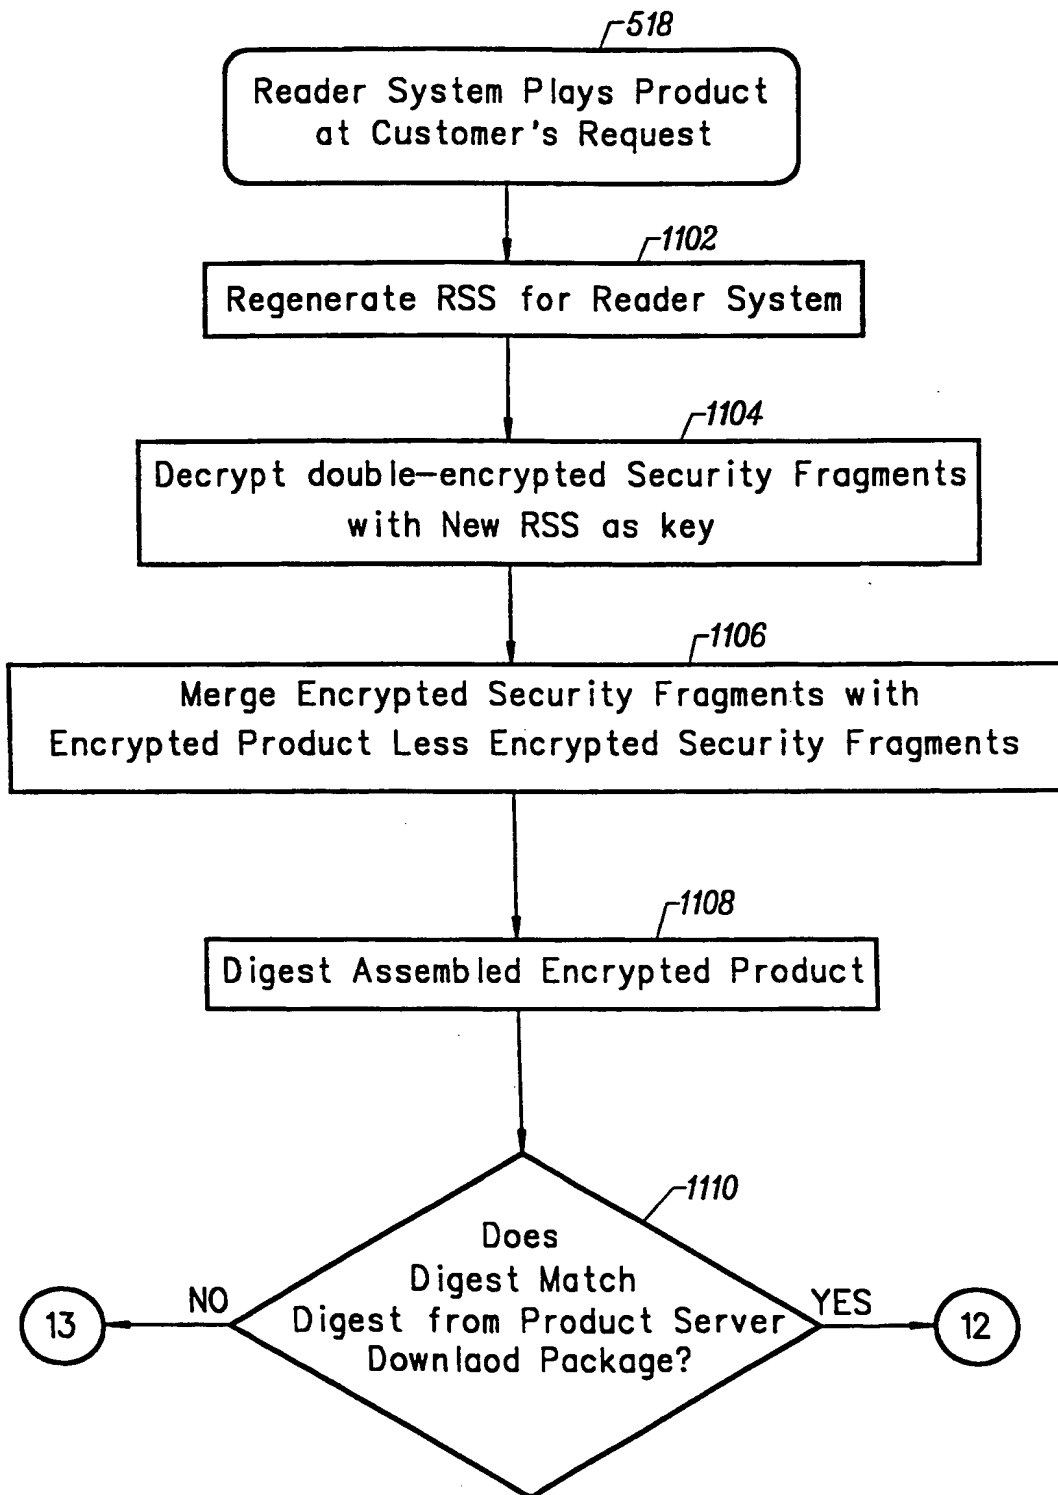 518
Reader System Plays Product
at Customer's Request
1102
Regenerate RSS for Reader System
1104
Decrypt double-encrypted Security Fragments
with New RSS as key
1106
Merge Encrypted Security Fragments with
Encrypted Product Less Encrypted Security Fragments
1108
Digest Assembled Encrypted Product
1110
Does
Digest Match
Digest from Product Server
Downlaod Package?
NO
YES
13
12